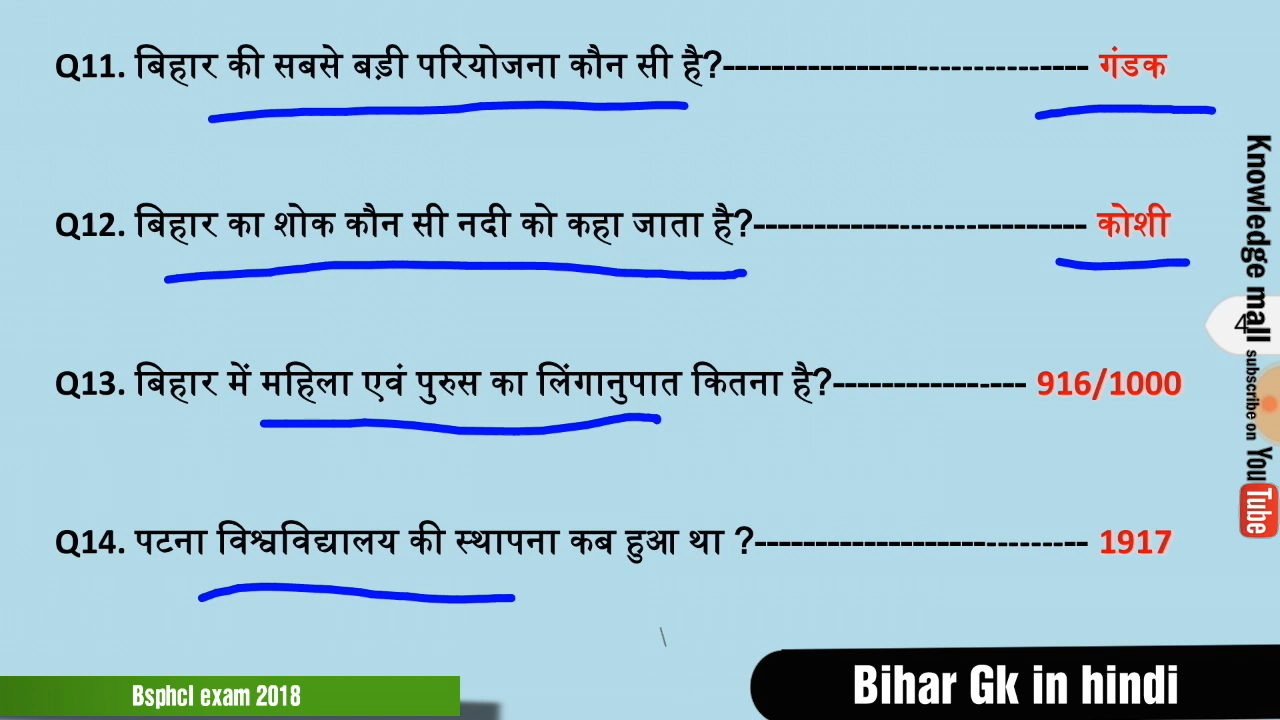 Q11. बिहार की सबसे बड़ी परियोजना कौन सी है?-------------------------------- गंडक
Q12. बिहार का शोक कौन सी नदी को कहा जाता है?----------------------------- कोशी
Q13. बिहार में महिला एवं पुरुस का लिंगानुपात कितना है?---------------- 916/1000
Q14. पटना विश्वविद्यालय की स्थापना कब हुआ था ?----------------------------- 1917
Knowledge mall subscribe on YouTube
4
Bsphcl exam 2018
Bihar Gk in hindi